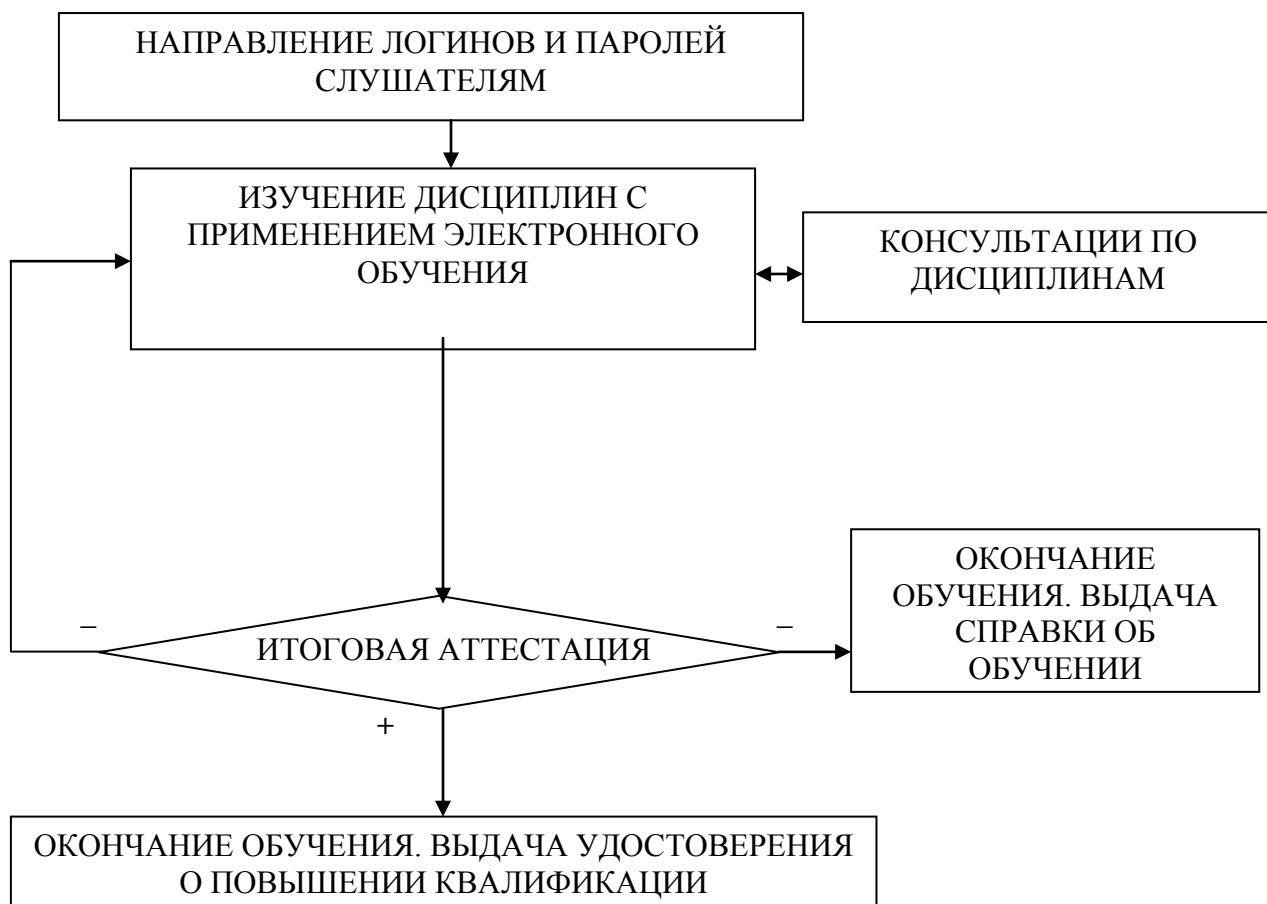 НАПРАВЛЕНИЕ ЛОГИНОВ И ПАРОЛЕЙ
СЛУШАТЕЛЯМ
ИЗУЧЕНИЕ ДИСЦИПЛИН С
ПРИМЕНЕНИЕМ ЭЛЕКТРОННОГО
ОБУЧЕНИЯ
КОНСУЛЬТАЦИИ ПО
ДИСЦИПЛИНАМ
–
ИТОГОВАЯ АТТЕСТАЦИЯ
–
ОКОНЧАНИЕ
ОБУЧЕНИЯ. ВЫДАЧА
СПРАВКИ ОБ
ОБУЧЕНИИ
+
ОКОНЧАНИЕ ОБУЧЕНИЯ. ВЫДАЧА УДОСТОВЕРЕНИЯ
О ПОВЫШЕНИИ КВАЛИФИКАЦИИ